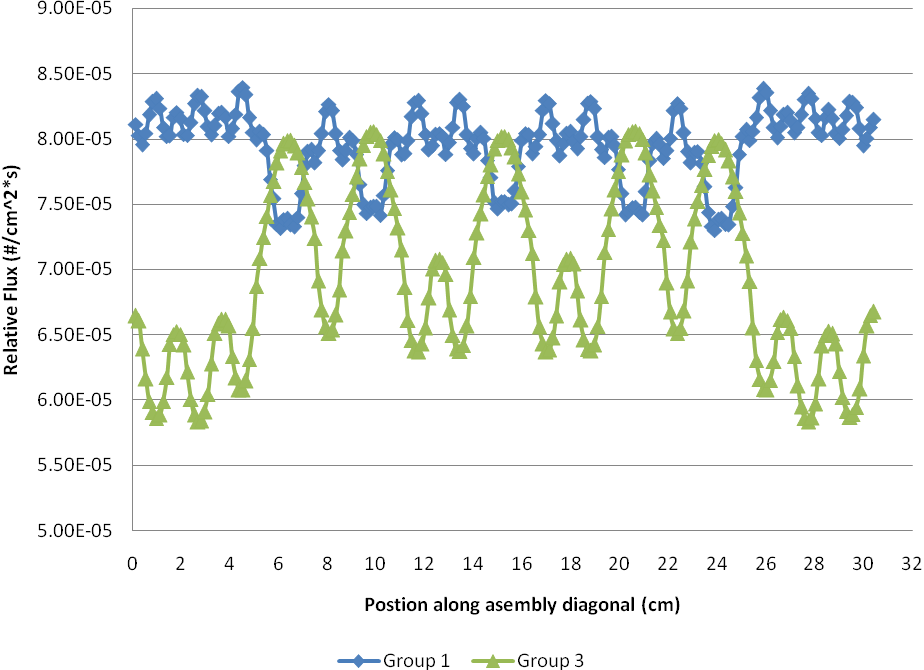 9.00E-05
8.50E-05
8.00E-05
7.50E-05
7.00E-05
6.50E-05
6.00E-05
5.50E-05
5.00E-05
Relative Flux (#/cm^2*s)
0 2 4 6 8 10 12 14 16 18 20 22 24 26 28 30 32
Postion along asembly diagonal (cm)
Group 1 Group 3